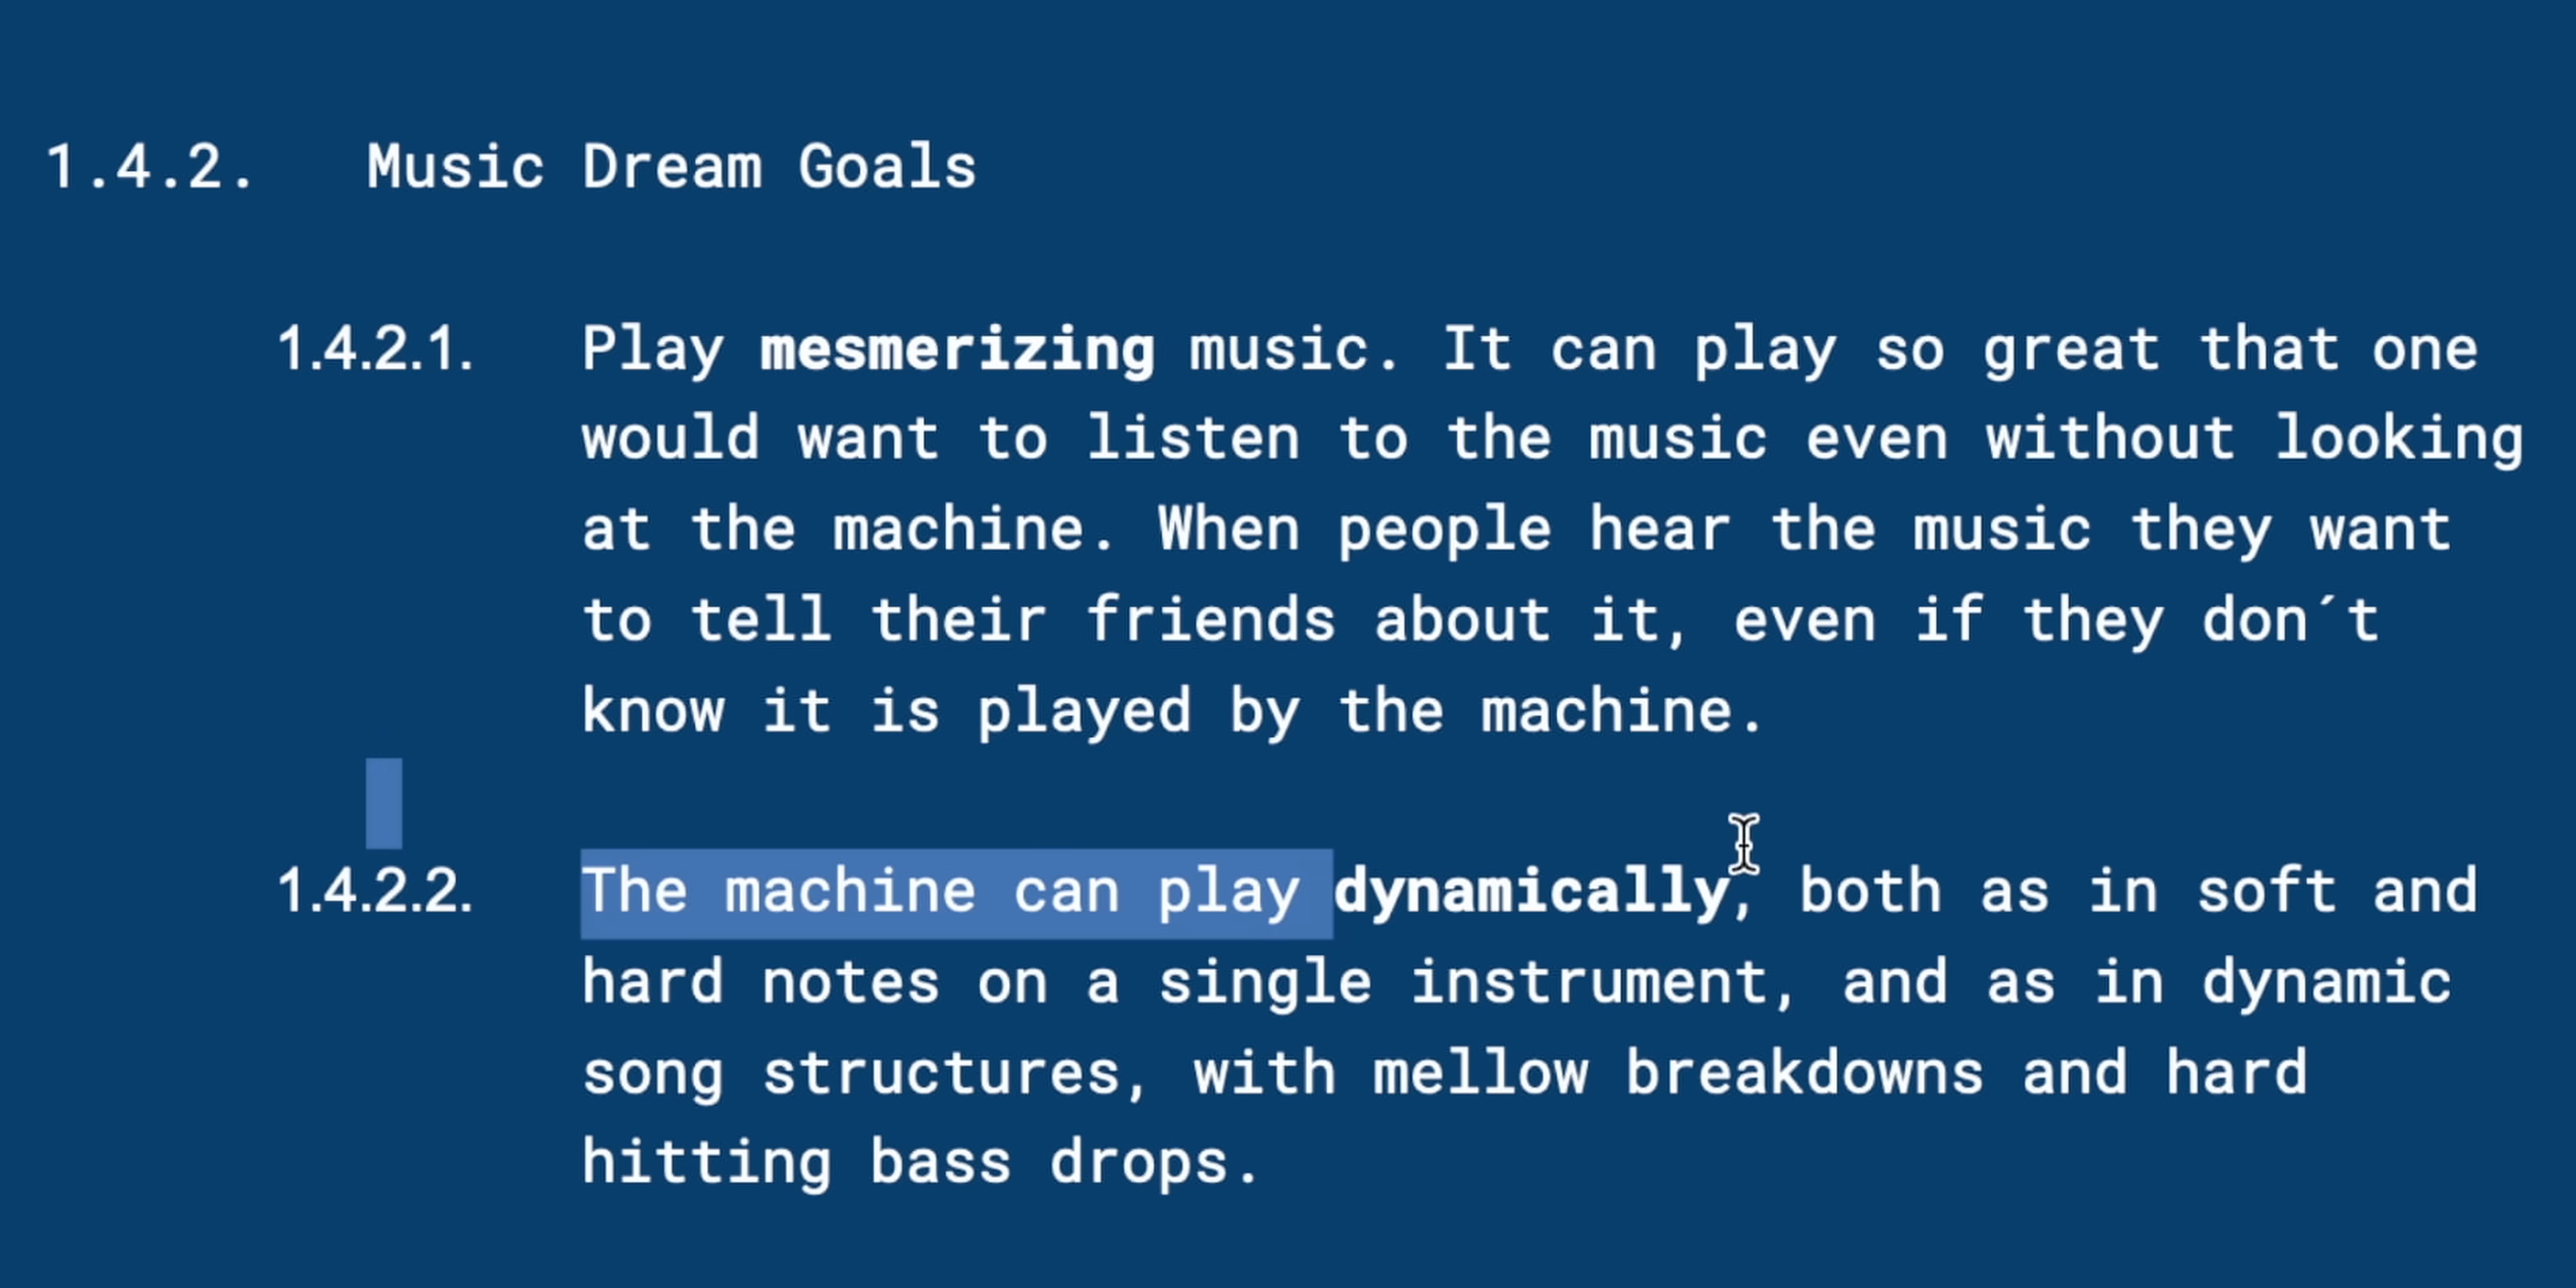 1.4.2. Music Dream Goals
1.4.2.1. Play mesmerizing music. It can play so great that one
would want to listen to the music even without looking
at the machine. When people hear the music they want
to tell their friends about it, even if they don´t
know it is played by the machine.
1.4.2.2. The machine can play dynamically, both as in soft and
hard notes on a single instrument, and as in dynamic
song structures, with mellow breakdowns and hard
hitting bass drops.